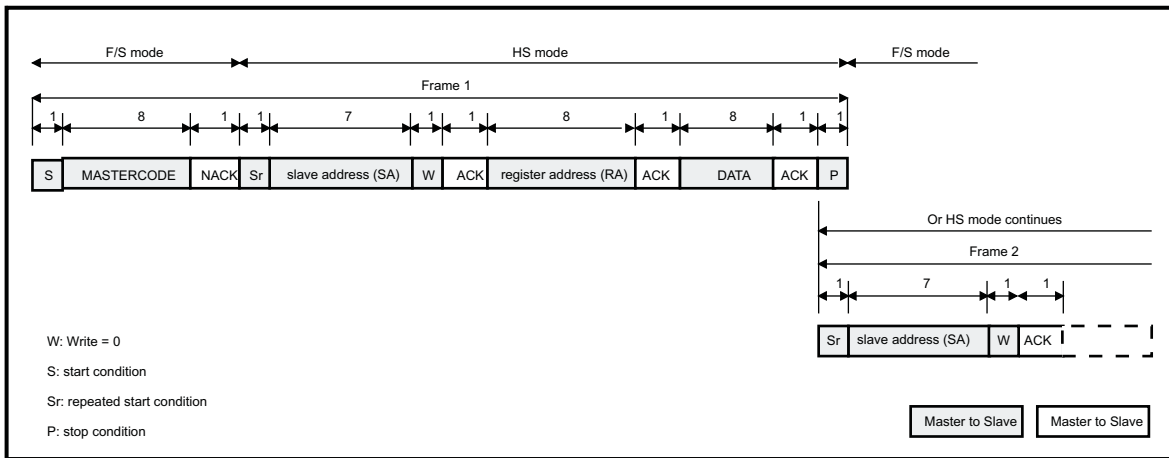 F/S mode HS mode F/S mode
Frame 1
1 8 1 1 7 1 1 8 1 8 1 1
S MASTERCODE NACK Sr slave address (SA) W ACK register address (RA) ACK DATA ACK P
Or HS mode continues
Frame 2
1 7 1 1
Sr slave address (SA) W ACK
W: Write = 0
S: start condition
Sr: repeated start condition
P: stop condition
Master to Slave Master to Slave